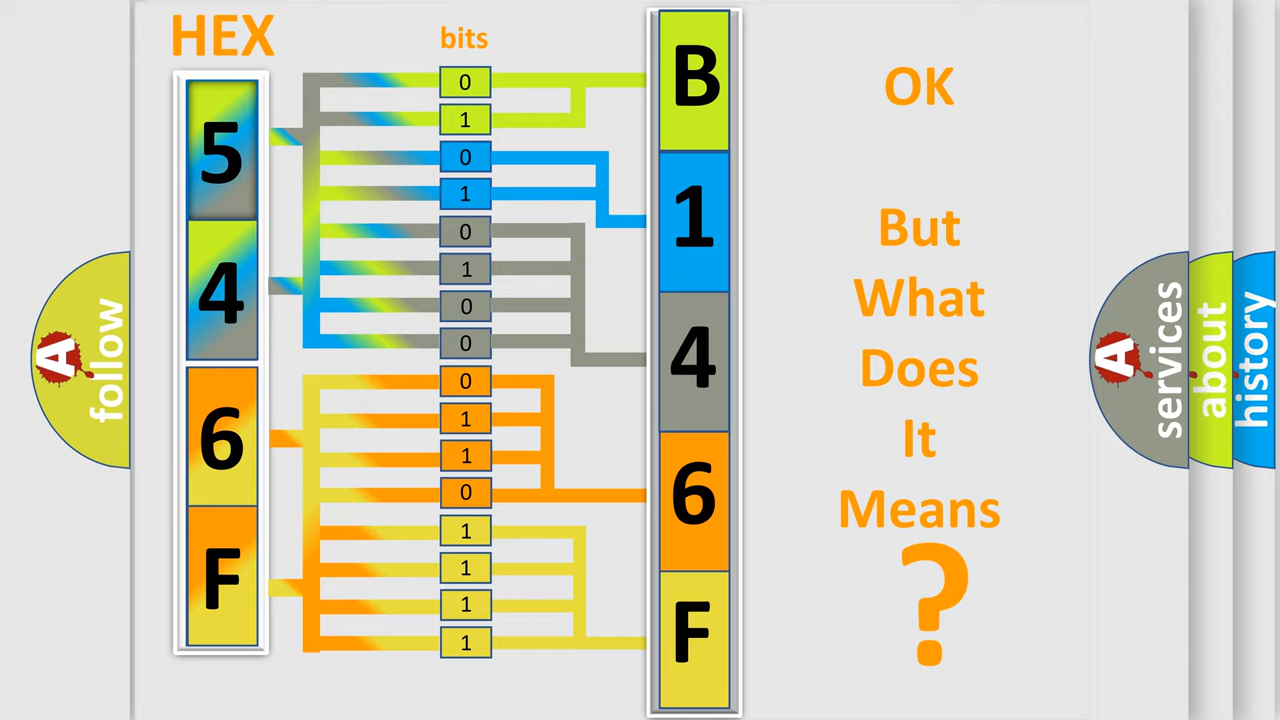 HEX
bits
5
4
6
F
0
1
0
1
0
1
0
0
0
1
1
0
1
1
1
1
B
1
4
6
F
OK
But
What
Does
It
Means
?
A
follow
A
services
about
history